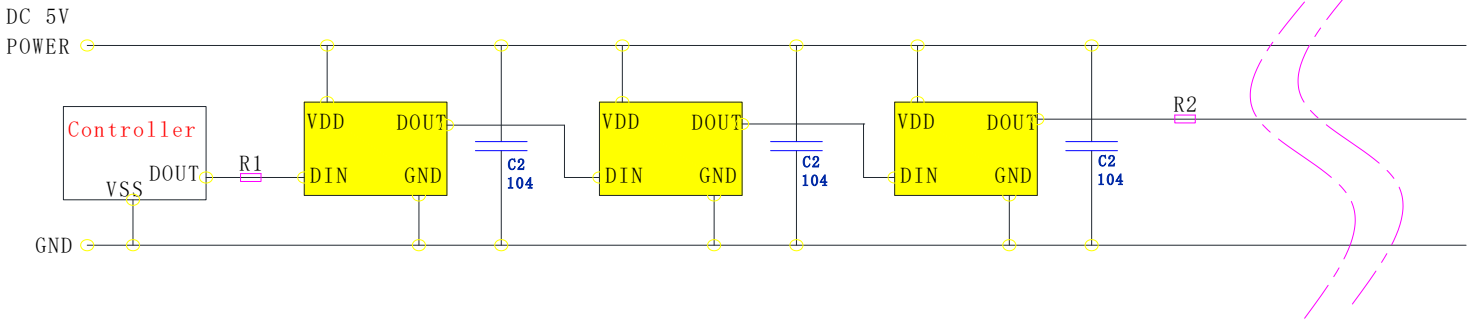 DC 5V
POWER
Controller
DOUT
VSS
R1
VDD
DOUT
DIN
GND
C2
104
VDD
DOUT
DIN
GND
C2
104
VDD
DOUT
DIN
GND
C2
104
R2
GND